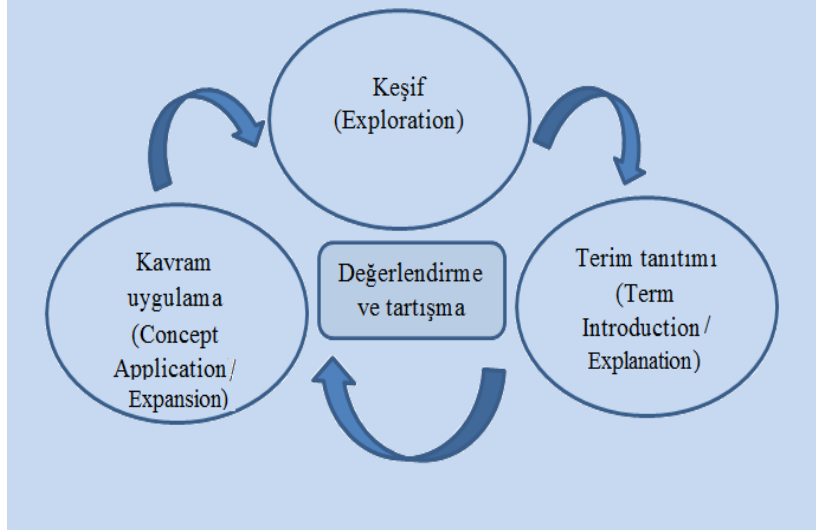 Keşif
(Exploration)
Kavram
uygulama
(Concept
Application/
Expansion)
Değerlendirme
ve tartışma
Terim tanıtımı
(Term
Introduction /
Explanation)